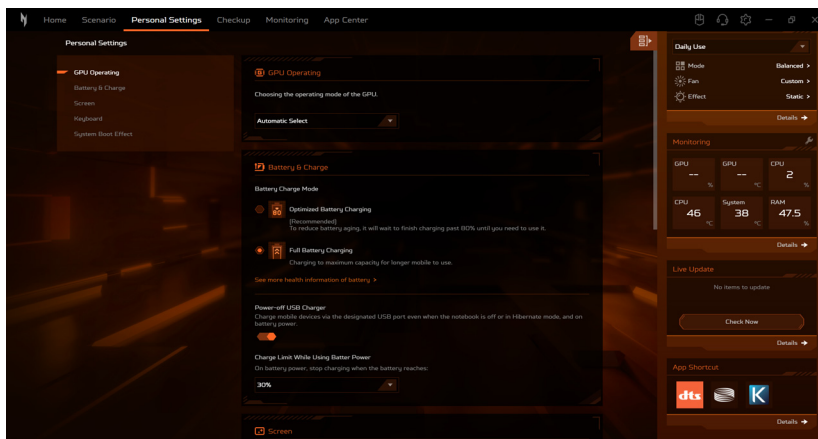 Home Scenario Personal Settings Checkup Monitoring App Center
Personal Settings
GPU Operating
Battery & Charge
Screen
Keyboard
System Boot Effect
GPU Operating
Choosing the operating mode of the GPU.
Automatic Select
Battery & Charge
Battery Charge Mode
80
Optimized Battery Charging
[Recommended]
To reduce battery aging, it will wait to finish charging past 80% until you need to use it.
Full Battery Charging
Charging to maximum capacity for longer mobile to use.
See more health information of battery >
Power-off USB Charger
Charge mobile devices via the designated USB port even when the notebook is off or in Hibernate mode, and on
battery power.
Charge Limit While Using Batter Power
On battery power, stop charging when the battery reaches:
30%
Screen
Daily Use
Mode Balanced >
Fan Custom >
Effect Static >
Details →
Monitoring
GPU GPU CPU
-- -- 2
% °C %
CPU System RAM
46 38 47.5
°C °C %
Details →
Live Update
No items to update
Check Now
Details →
App Shortcut
dts K
Details →